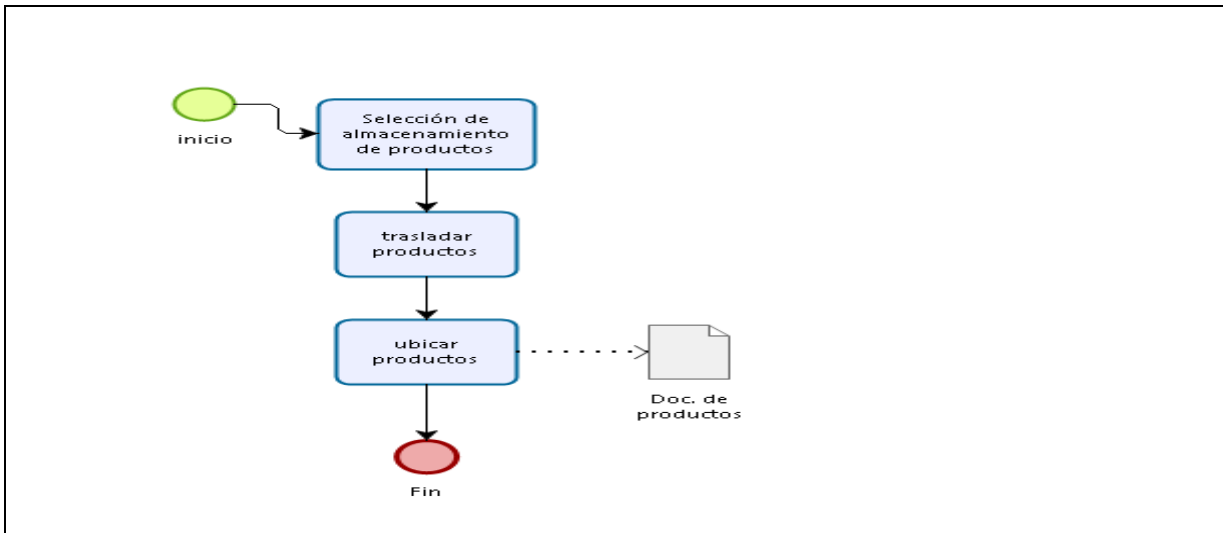 inicio
Selección de
almacenamiento
de productos
trasladar
productos
ubicar
productos
Doc. de
productos
Fin